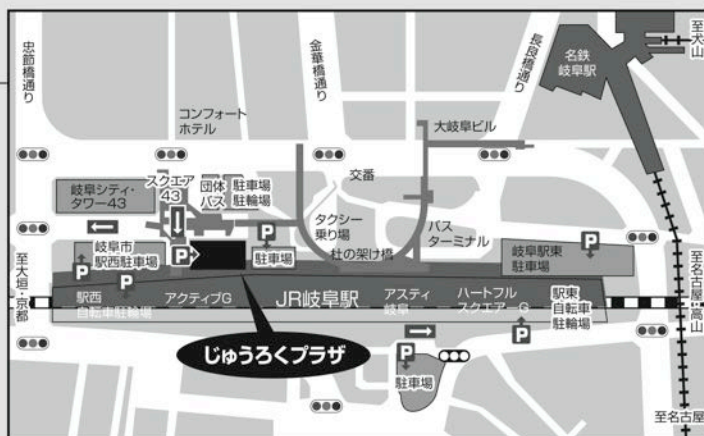 忠節橋通り
金華橋通り
長良橋通り
名鉄
岐阜駅
至犬山
コンフォート
ホテル
大岐阜ビル
交番
スクエア
43
団体
バス
駐車場
駐輪場
岐阜シティ・
タワー43
P
タクシー
乗り場
バス
ターミナル
杜の架け橋
岐阜市
駅西駐車場
P
P
駐車場
岐阜駅東
駐車場
P
至大垣・京都
至名古屋・高山
P
駅西
自転車駐輪場
アクティブG
JR岐阜駅
アスティ
岐阜
ハートフル
スクエアーG
駅東
自転車
駐輪場
P
じゅうろくプラザ
P
駐車場
至名古屋